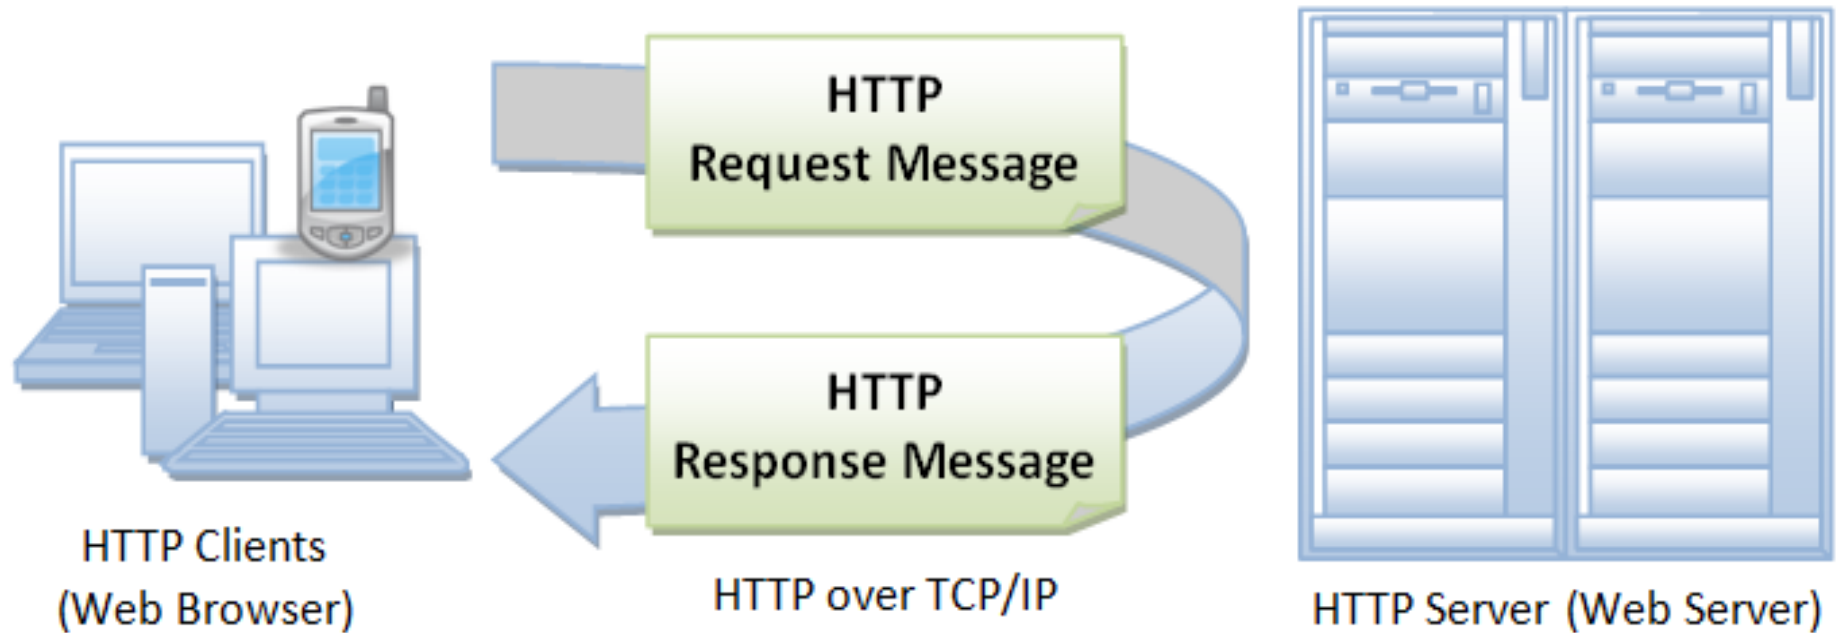 HTTP
Request Message
HTTP
Response Message
HTTP Clients
(Web Browser)
HTTP over TCP/IP
HTTP Server (Web Server)